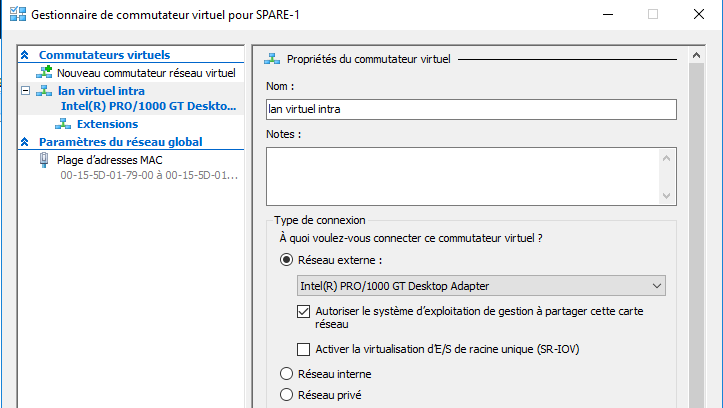 Gestionnaire de commutateur virtuel pour SPARE-1
Commutateurs virtuels
Nouveau commutateur réseau virtuel
lan virtuel intra
Intel(R) PRO/1000 GT Deskto...
Extensions
Paramètres du réseau global
Plage d'adresses MAC
00-15-5D-01-79-00 à 00-15-5D-01...
Propriétés du commutateur virtuel
Nom :
lan virtuel intra
Notes :
Type de connexion
À quoi voulez-vous connecter ce commutateur virtuel ?
Réseau externe :
Intel(R) PRO/1000 GT Desktop Adapter
Autoriser le système d'exploitation de gestion à partager cette carte
réseau
Activer la virtualisation d'E/S de racine unique (SR-IOV)
Réseau interne
Réseau privé